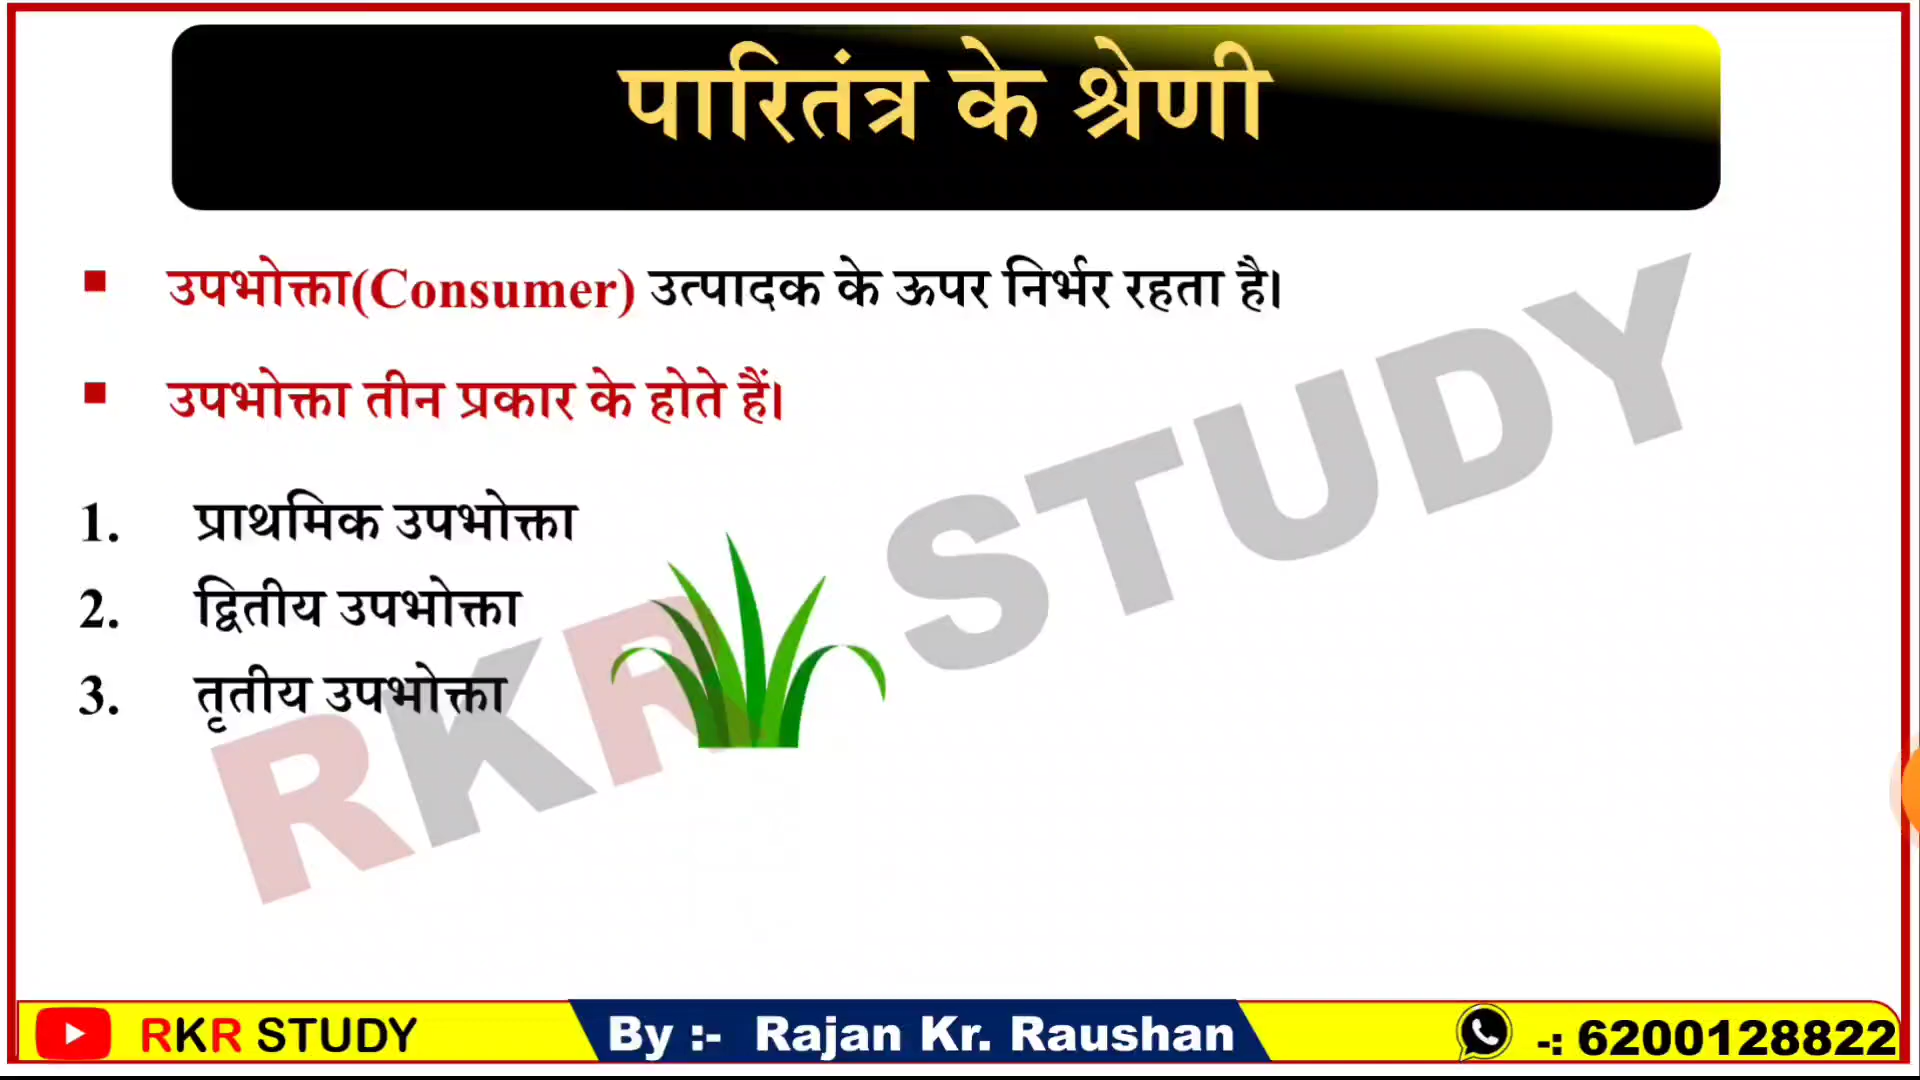 पारितंत्र के श्रेणी
▪ उपभोक्ता(Consumer) उत्पादक के ऊपर निर्भर रहता है।
▪ उपभोक्ता तीन प्रकार के होते हैं।
1. प्राथमिक उपभोक्ता
2. द्वितीय उपभोक्ता
3. तृतीय उपभोक्ता
RKR STUDY
RKR STUDY
By :- Rajan Kr. Raushan
-: 6200128822